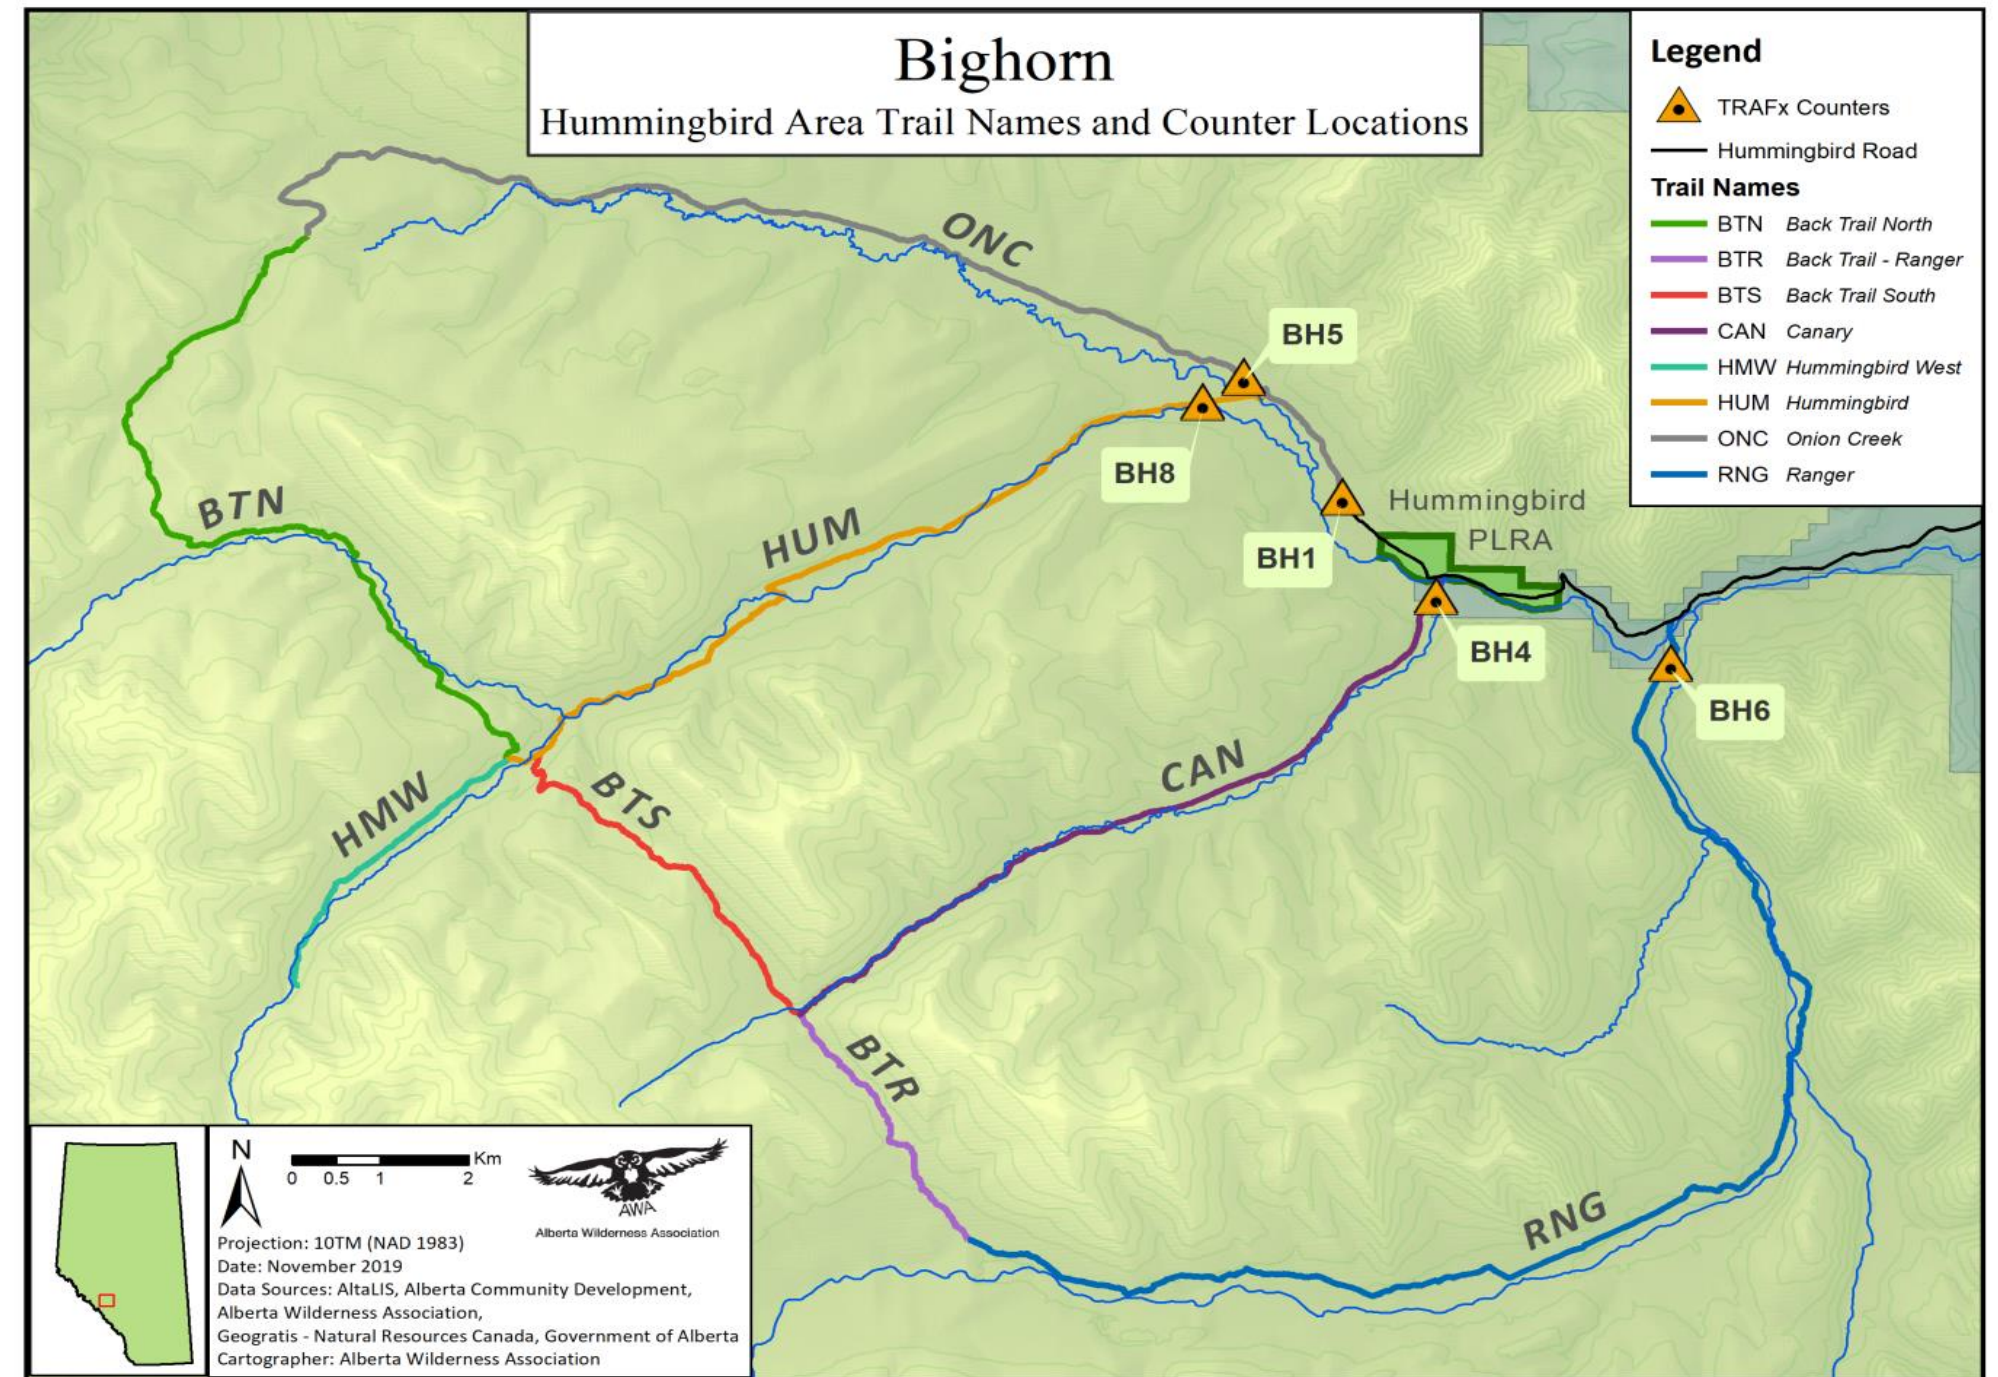 Bighorn
Hummingbird Area Trail Names and Counter Locations
Legend
TRAFx Counters
Hummingbird Road
Trail Names
BTN Back Trail North
BTR Back Trail - Ranger
BTS Back Trail South
CAN Canary
HMW Hummingbird West
HUM Hummingbird
ONC Onion Creek
RNG Ranger
ONC
BH5
BH8
BH1
Hummingbird
PLRA
BTN
HUM
BH4
BH6
CAN
HMW
BTS
BTR
RNG
N
Km
0 0.5 1 2
AWA
Alberta Wilderness Association
Projection: 10TM (NAD 1983)
Date: November 2019
Data Sources: AltaLIS, Alberta Community Development,
Alberta Wilderness Association,
Geogratis - Natural Resources Canada, Government of Alberta
Cartographer: Alberta Wilderness Association